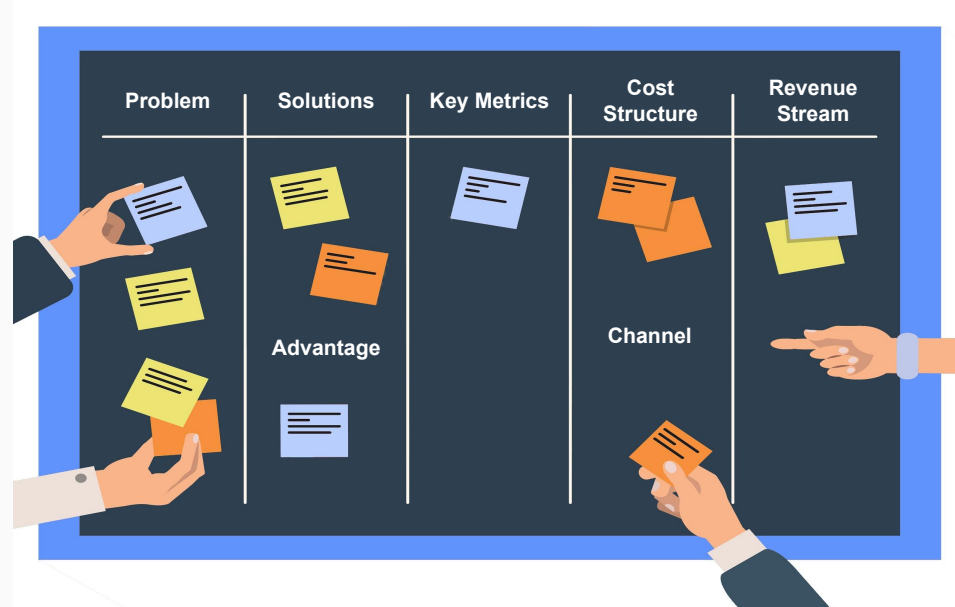 Problem
Solutions
Key Metrics
Cost
Structure
Revenue
Stream
Advantage
Channel